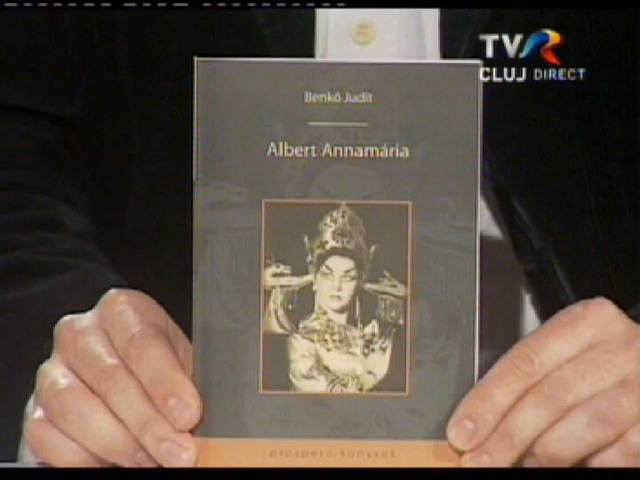 TVR
CLUJ DIRECT
Benkő Judit
Albert Annamária
prospero könyvek